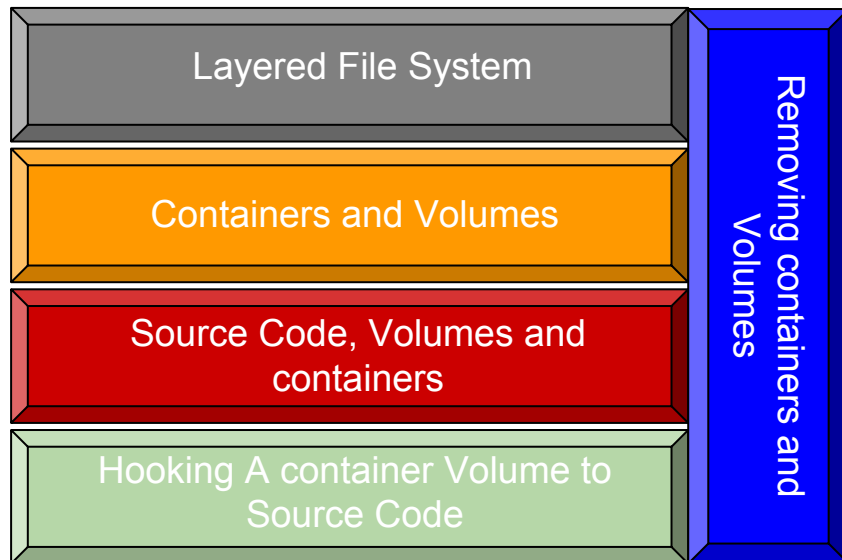 Layered File System
Containers and Volumes
Source Code, Volumes and
containers
Hooking A container Volume to
Source Code
Removing containers and
Volumes